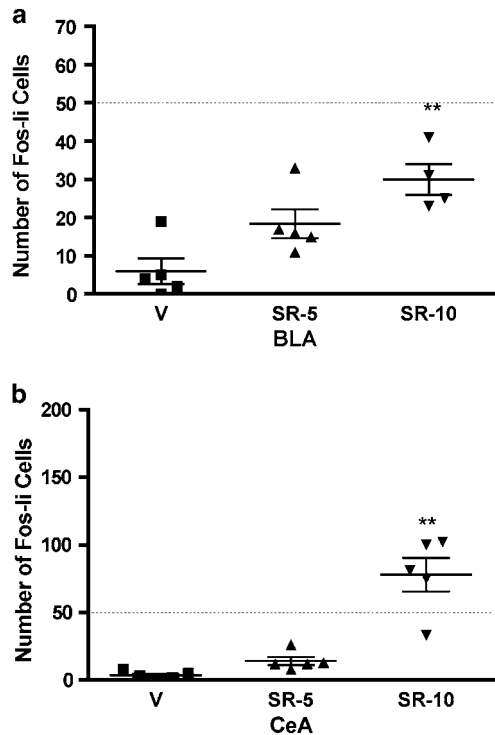 a
Number of Fos-li Cells
70
60
50
40
30
20
10
0
**
V SR-5 SR-10
BLA
b
Number of Fos-li Cells
200
150
100
50
0
**
V SR-5 SR-10
CeA